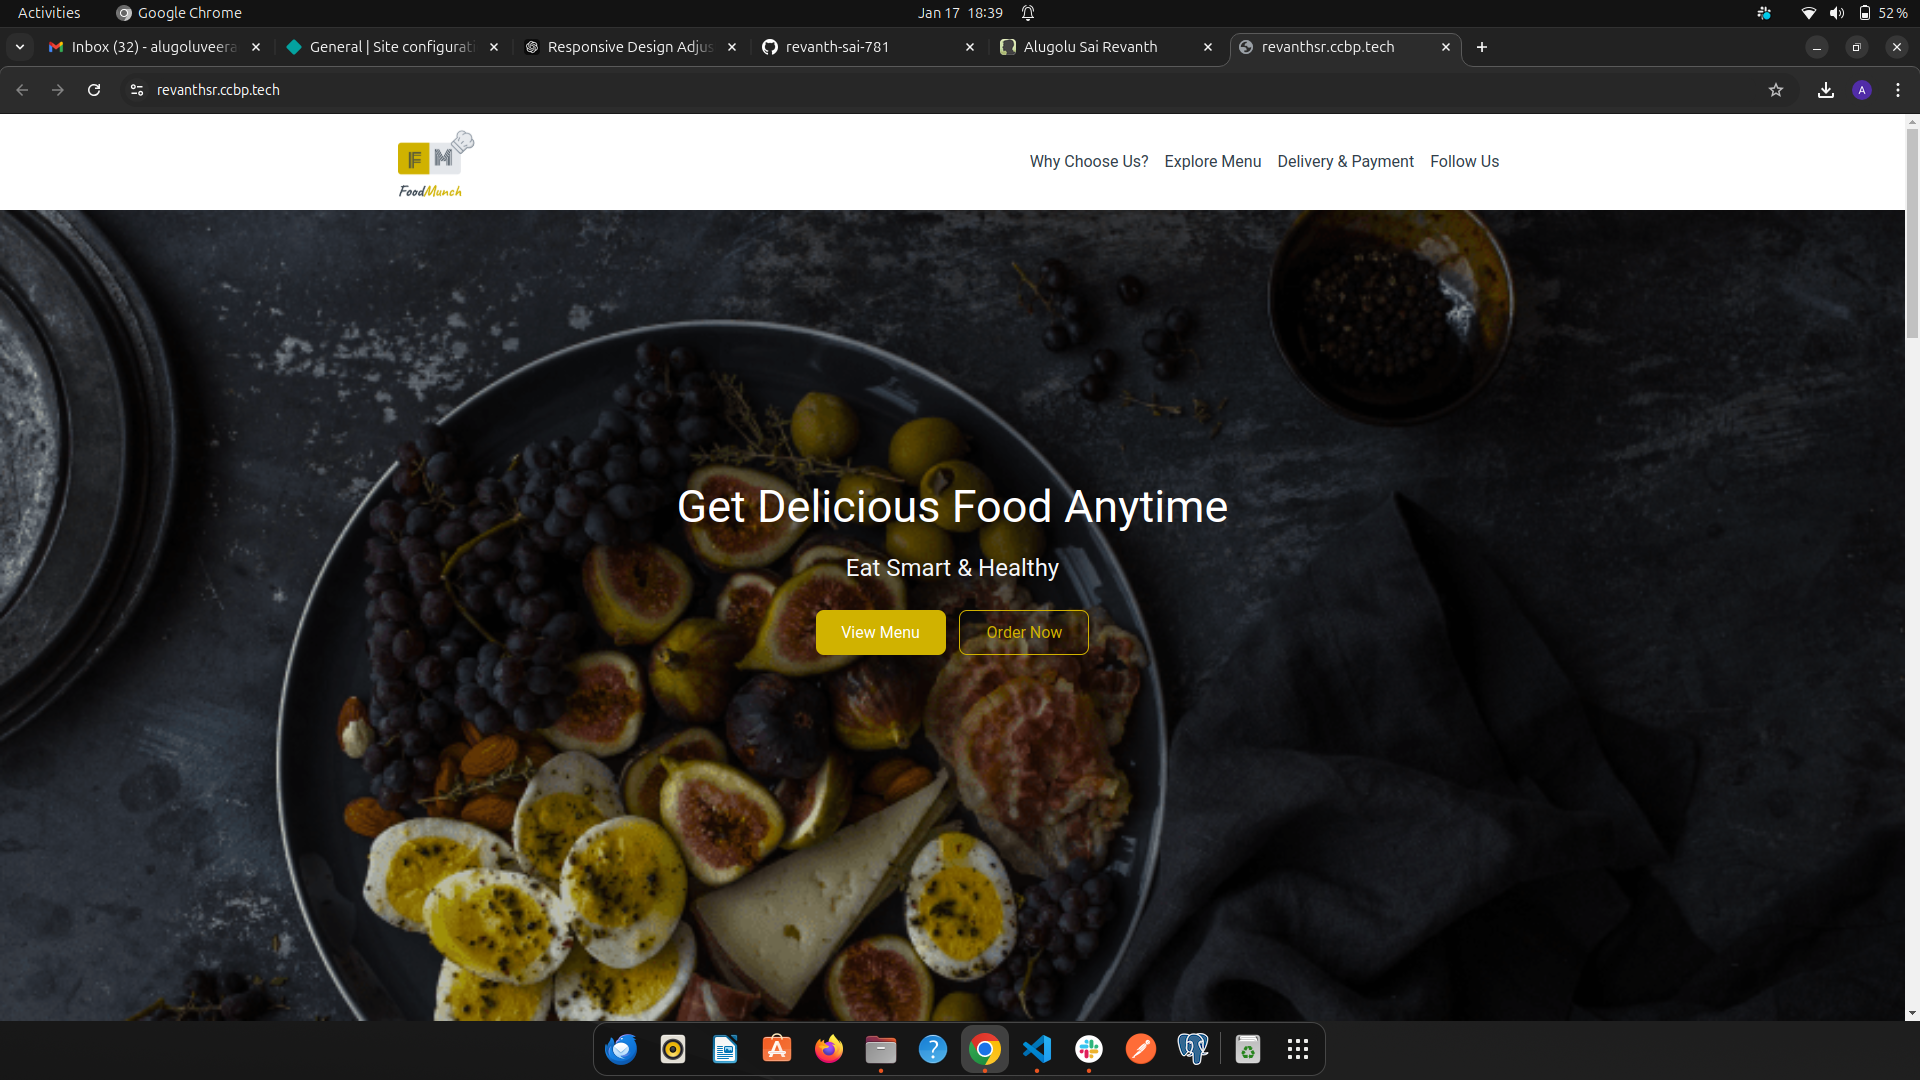 Activities Google Chrome Jan 17 18:39 52 %
Inbox (32) - alugoluveera General | Site configurati Responsive Design Adjus revanth-sai-781 Alugolu Sai Revanth revanthsr.ccbp.tech
revanthsr.ccbp.tech A
F M
FoodMunch
Why Choose Us? Explore Menu Delivery & Payment Follow Us
Get Delicious Food Anytime
Eat Smart & Healthy
View Menu Order Now